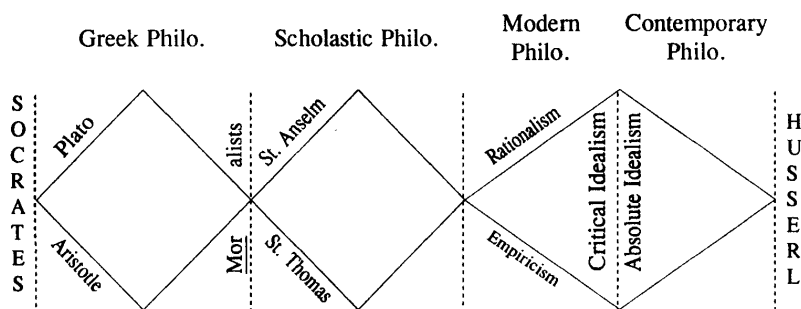 Greek Philo.
Scholastic Philo.
Modern
Philo.
Contemporary
Philo.
SOCRATES
Plato
Aristotle
Mor
alists
St. Anselm
St. Thomas
Rationalism
Empiricism
Critical Idealism
Absolute Idealism
HUSSERL